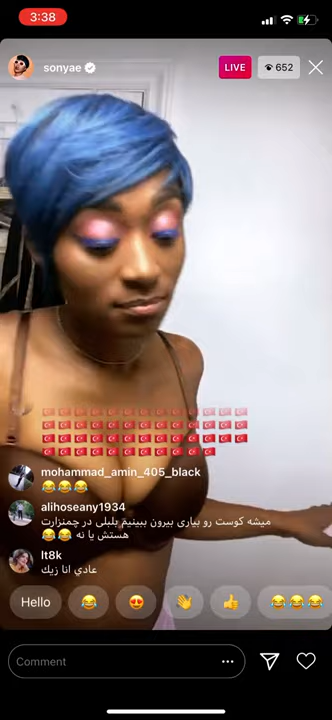 3:38
sonyae
LIVE
652
🇹🇷🇹🇷🇹🇷🇹🇷🇹🇷🇹🇷🇹🇷🇹🇷🇹🇷🇹🇷🇹🇷🇹🇷🇹🇷
🇹🇷🇹🇷🇹🇷🇹🇷🇹🇷🇹🇷🇹🇷🇹🇷🇹🇷🇹🇷🇹🇷🇹🇷🇹🇷
🇹🇷🇹🇷🇹🇷🇹🇷🇹🇷🇹🇷🇹🇷🇹🇷🇹🇷🇹🇷🇹🇷🇹🇷🇹🇷
🇹🇷🇹🇷🇹🇷🇹🇷🇹🇷🇹🇷🇹🇷🇹🇷🇹🇷🇹🇷🇹🇷
mohammad_amin_405_black
😂😂😂
alihoseany1934
میشه کوست رو بیاری بیرون ببینیم بلبلی در چمنزارت
هستش یا نه 😂😂
lt8k
عادي انا زيك
Hello 😂 😍 👋 👍 😂😂😂
Comment